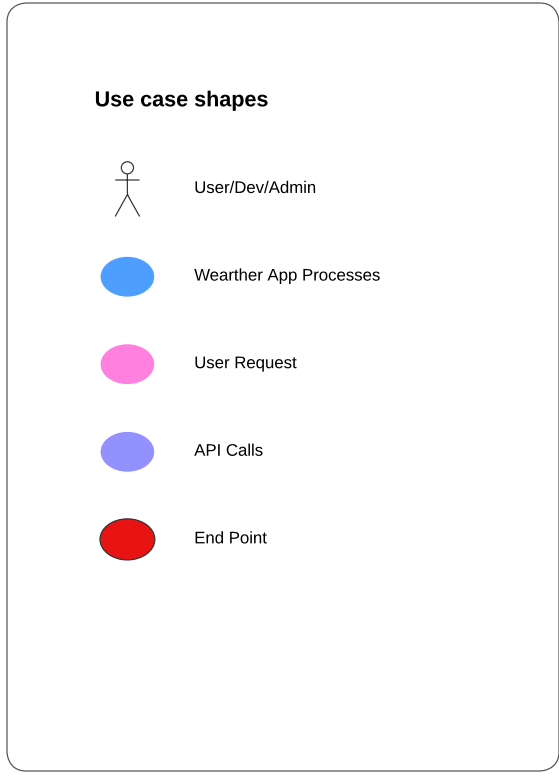 Use case shapes
User/Dev/Admin
Wearther App Processes
User Request
API Calls
End Point